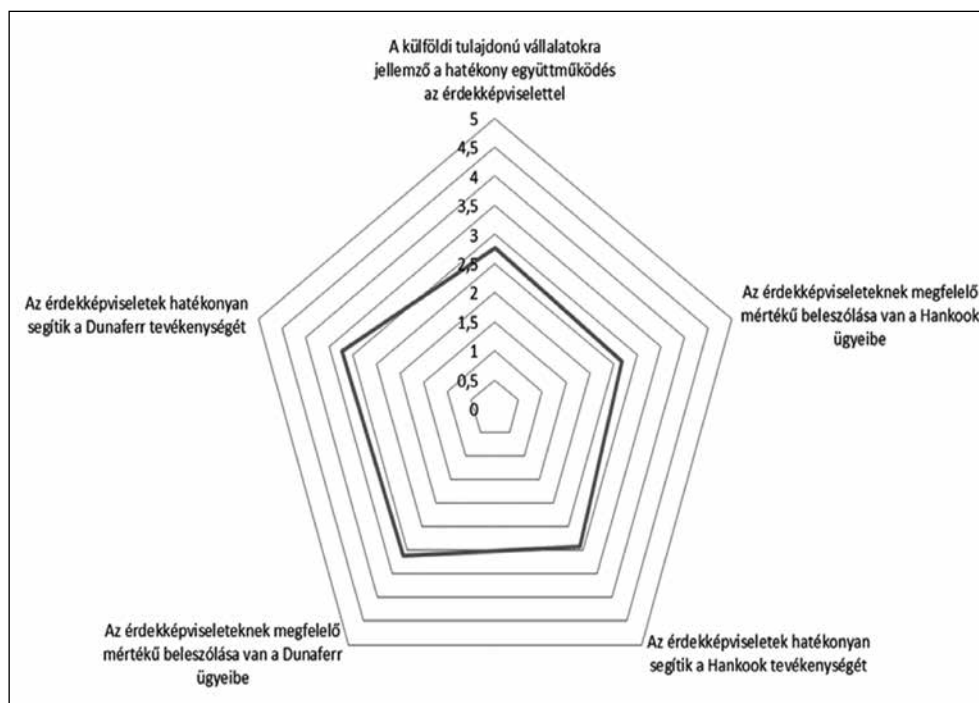 A külföldi tulajdonú vállalatokra
jellemző a hatékony együttműködés
az érdekképviselettel
5
4,5
4
3,5
3
2,5
2
1,5
1
0,5
0
Az érdekképviseleteknek megfelelő
mértékű beleszólása van a Hankook
ügyeibe
Az érdekképviseletek hatékonyan
segítik a Hankook tevékenységét
Az érdekképviseleteknek megfelelő
mértékű beleszólása van a Dunaferr
ügyeibe
Az érdekképviseletek hatékonyan
segítik a Dunaferr tevékenységét